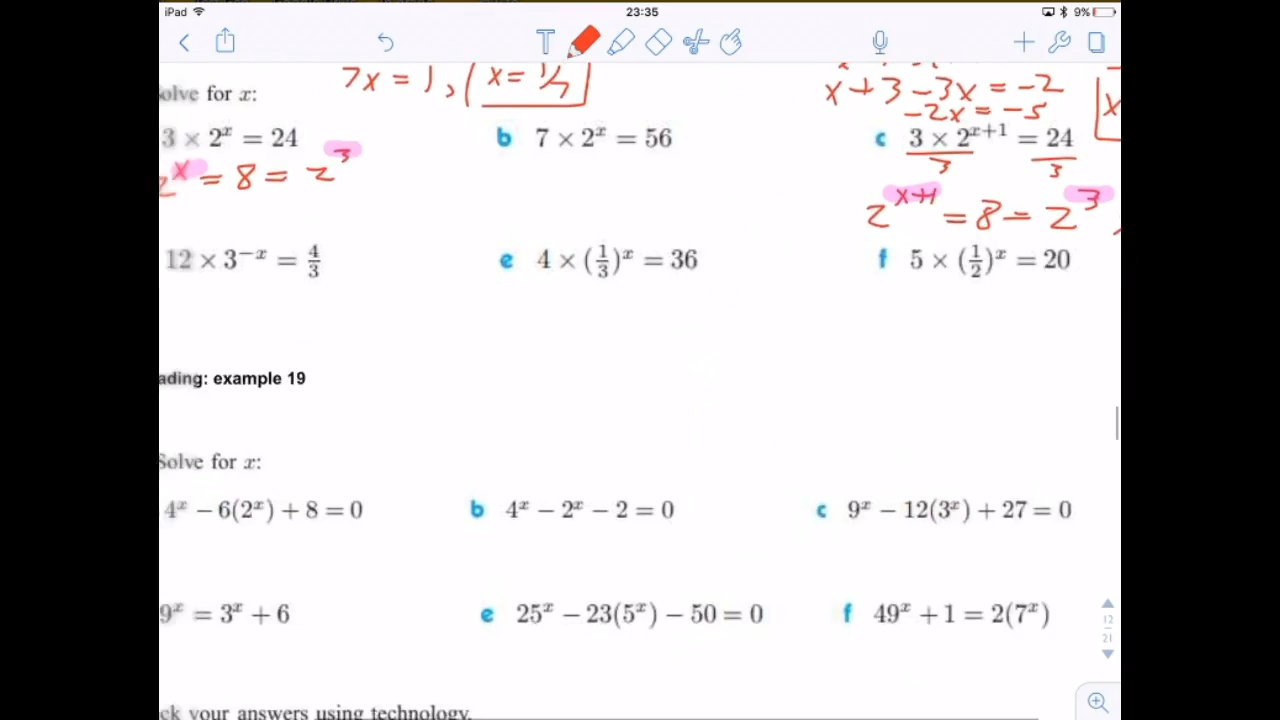 iPad 23:35 9%
7x = 1, x = 1/7
x + 3 - 3x = -2
-2x = -5
x
olve for x:
3 × 2^x = 24 b 7 × 2^x = 56 c 3 × 2^{x+1} = 24
3 3
2^x = 8 = 2^3
2^{x+1} = 8 = 2^3
12 × 3^{-x} = 4/3 e 4 × (1/3)^x = 36 f 5 × (1/2)^x = 20
ading: example 19
Solve for x:
4^x − 6(2^x) + 8 = 0 b 4^x − 2^x − 2 = 0 c 9^x − 12(3^x) + 27 = 0
9^x = 3^x + 6 e 25^x − 23(5^x) − 50 = 0 f 49^x + 1 = 2(7^x)
12
21
ck your answers using technology.